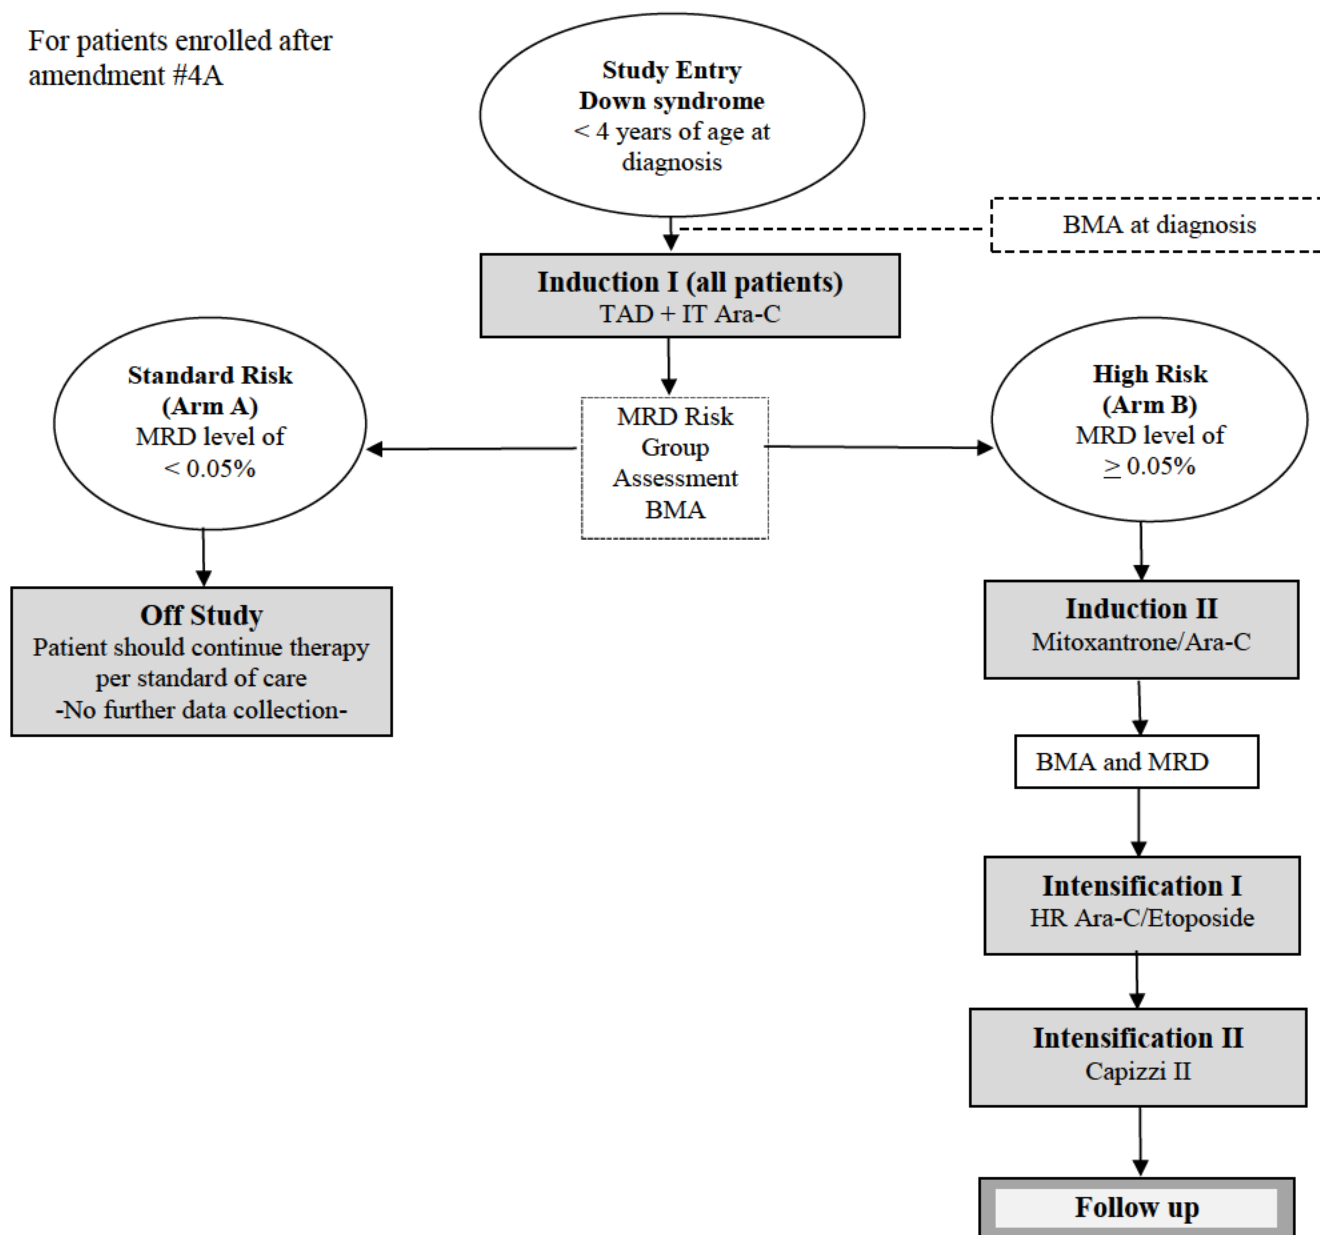 For patients enrolled after
amendment #4A
Study Entry
Down syndrome
< 4 years of age at
diagnosis
BMA at diagnosis
Induction I (all patients)
TAD + IT Ara-C
Standard Risk
(Arm A)
MRD level of
< 0.05%
MRD Risk
Group
Assessment
BMA
High Risk
(Arm B)
MRD level of
≥ 0.05%
Off Study
Patient should continue therapy
per standard of care
-No further data collection-
Induction II
Mitoxantrone/Ara-C
BMA and MRD
Intensification I
HR Ara-C/Etoposide
Intensification II
Capizzi II
Follow up